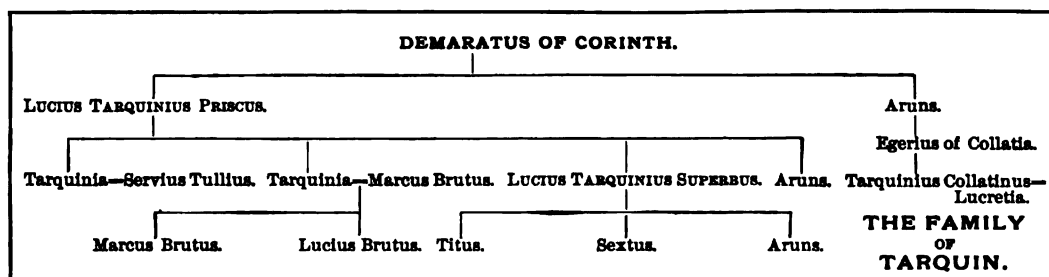 DEMARATUS OF CORINTH.
LUCIUS TARQUINIUS PRISCUS. Aruns.
Egerius of Collatia.
Tarquinia=Servius Tullius. Tarquinia=Marcus Brutus. LUCIUS TARQUINIUS SUPERBUS. Aruns. Tarquinius Collatinus=
Lucretia.
Marcus Brutus. Lucius Brutus. Titus. Sextus. Aruns.
THE FAMILY
OF
TARQUIN.